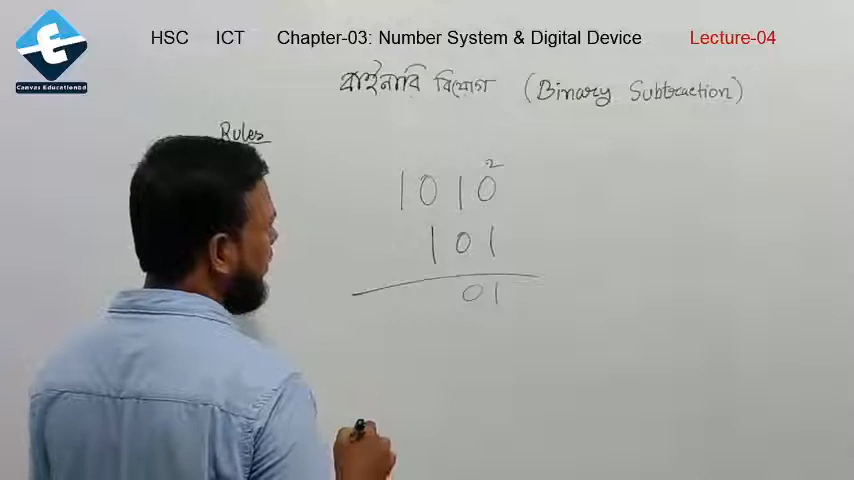 HSC ICT Chapter-03: Number System & Digital Device Lecture-04
Canvas Educationbd
বাইনারি বিয়োগ (Binary Subtraction)
Rules
2
1010
101
01